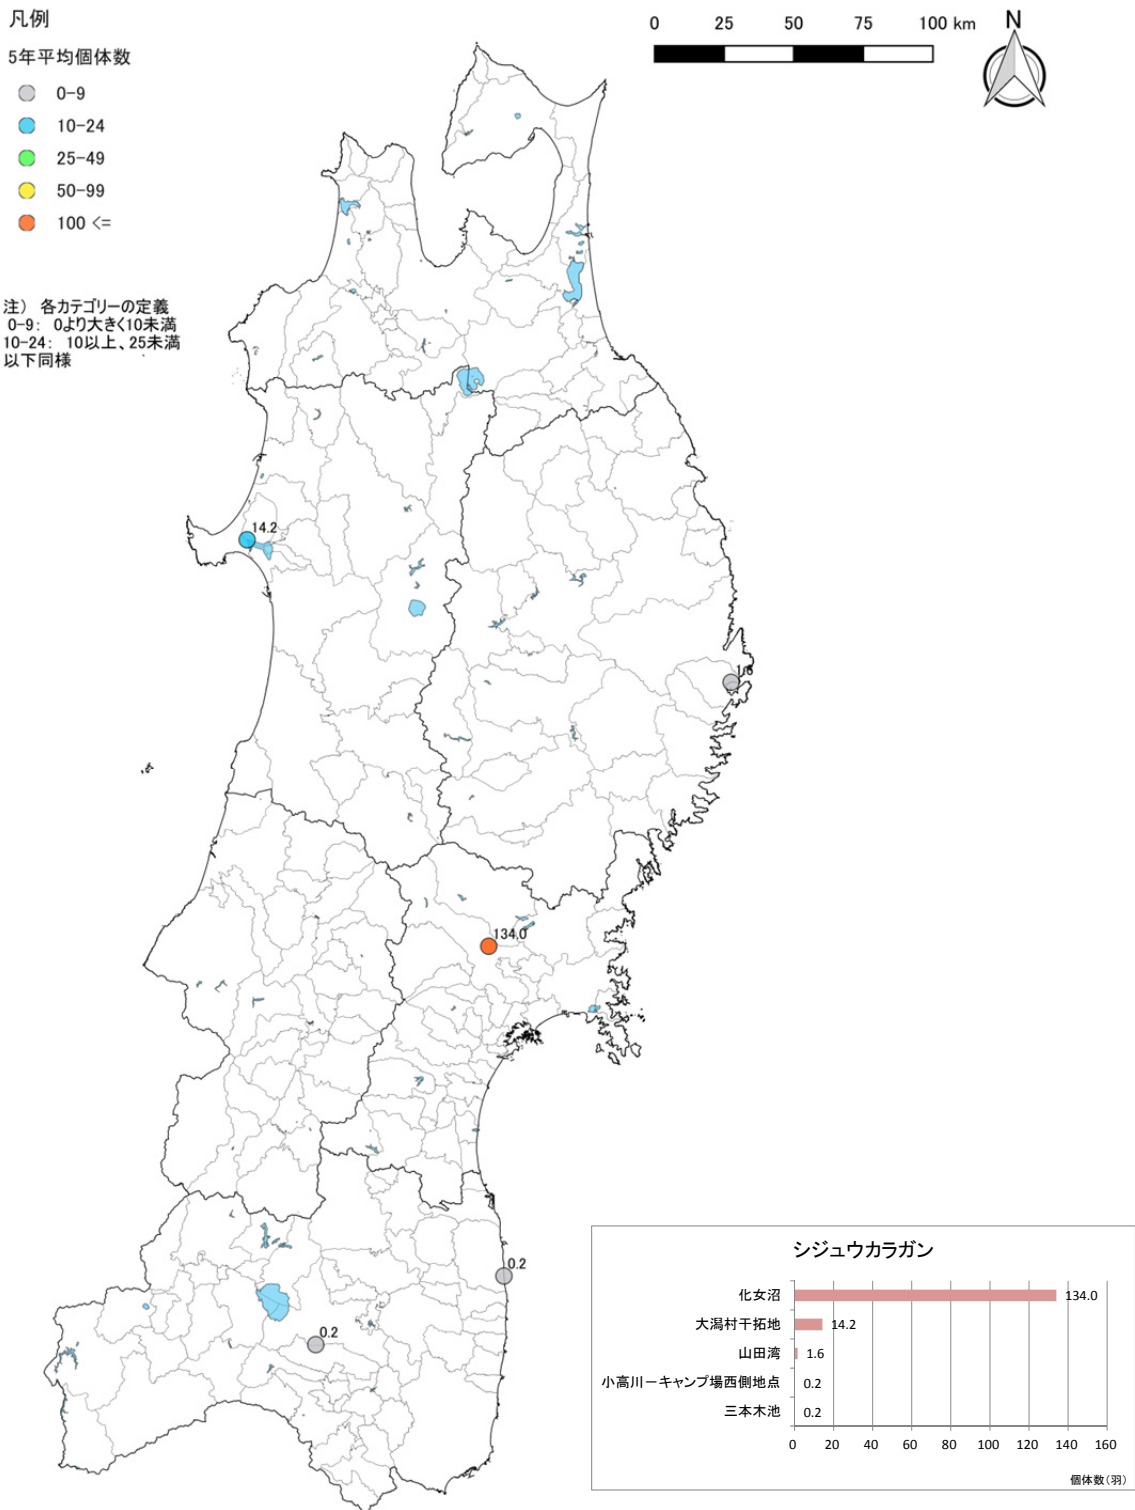 凡例
5年平均個体数
0-9
10-24
25-49
50-99
100 <=
注） 各カテゴリーの定義
0-9: 0より大きく10未満
10-24: 10以上、25未満
以下同様
0 25 50 75 100 km
N
14.2
1.6
134.0
0.2
0.2
シジュウカラガン
化女沼 134.0
大潟村干拓地 14.2
山田湾 1.6
小高川－キャンプ場西側地点 0.2
三本木池 0.2
0 20 40 60 80 100 120 140 160
個体数（羽）